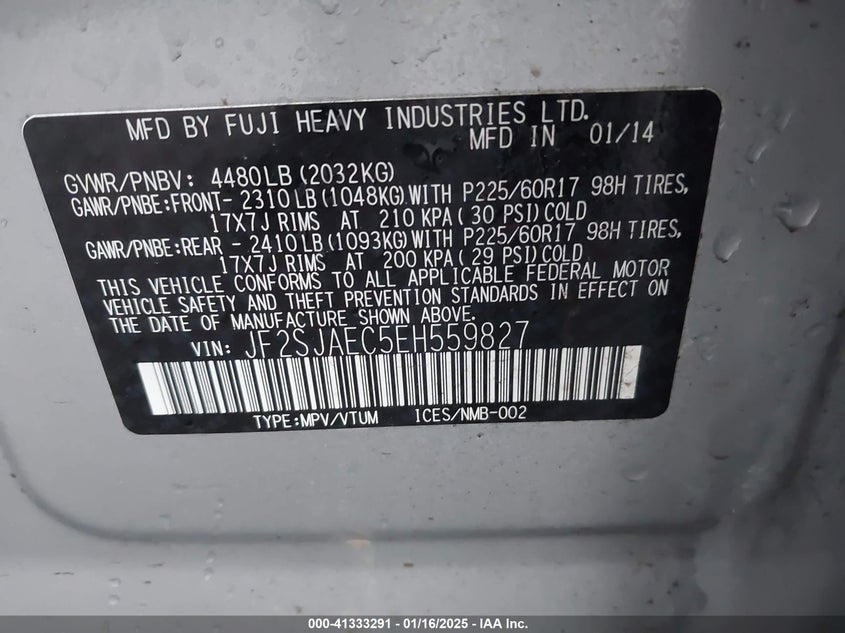 MFD BY FUJI HEAVY INDUSTRIES LTD.
MFD IN 01/14
GVWR/PNBV: 4480LB(2032KG)
GAWR/PNBE:FRONT- 2310LB(1048KG)WITH P225/60R17 98H TIRES,
17X7J RIMS AT 210 KPA( 30 PSI)COLD
GAWR/PNBE:REAR - 2410LB(1093KG)WITH P225/60R17 98H TIRES,
17X7J RIMS AT 200 KPA( 29 PSI)COLD
THIS VEHICLE CONFORMS TO ALL APPLICABLE FEDERAL MOTOR
VEHICLE SAFETY AND THEFT PREVENTION STANDARDS IN EFFECT ON
THE DATE OF MANUFACTURE SHOWN ABOVE.
VIN: JF2SJAEC5EH559827
TYPE:MPV/VTUM ICES/NMB-002
000-41333291 - 01/16/2025 - IAA Inc.